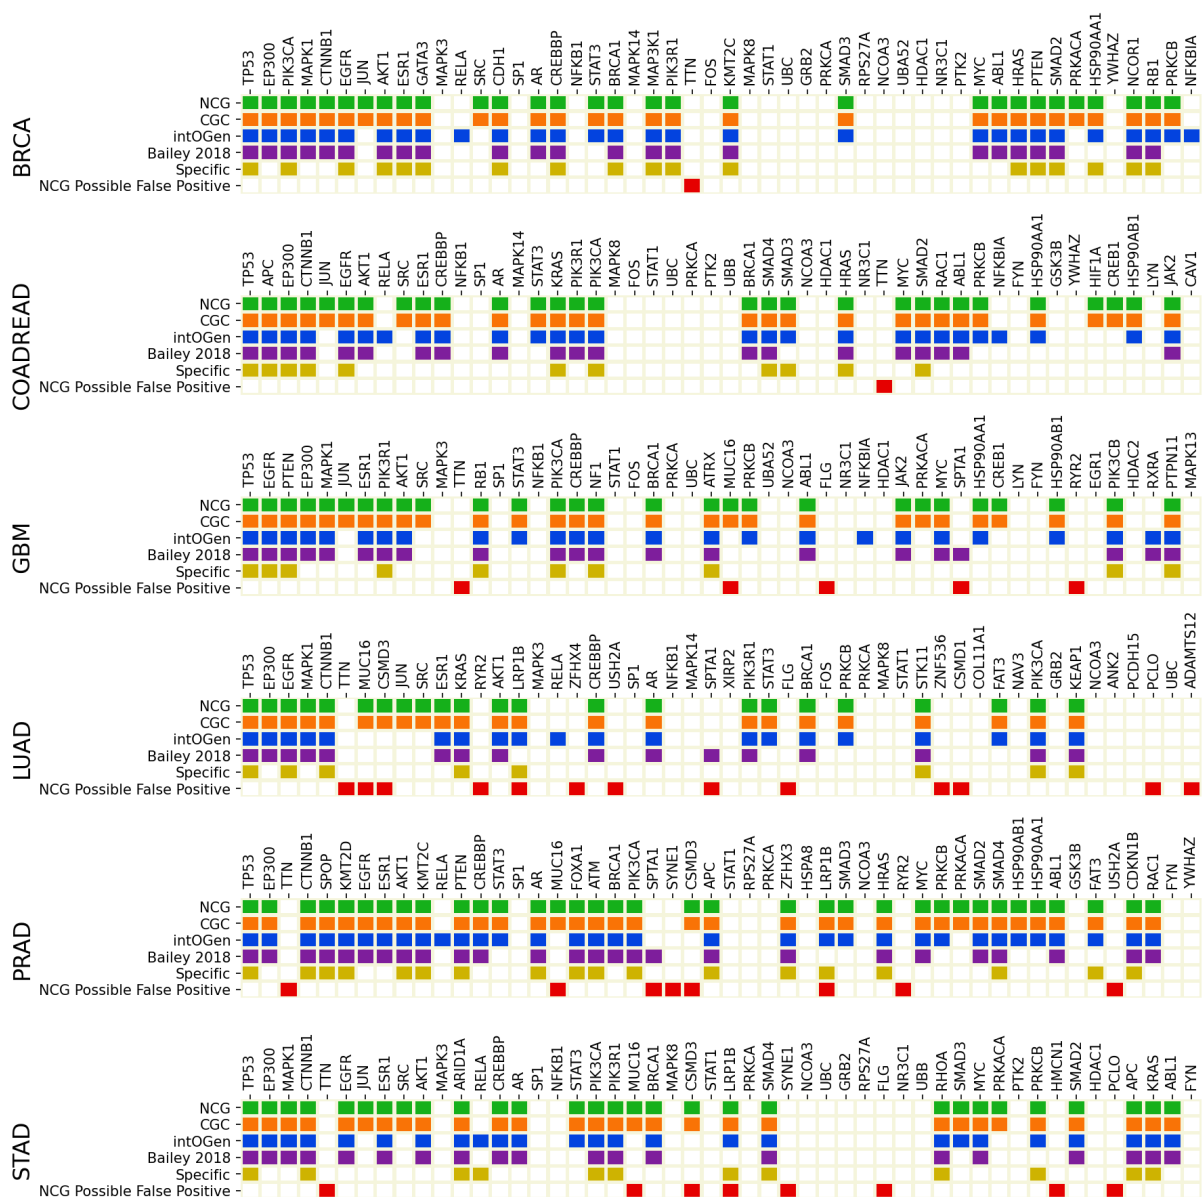 TP53 EP300 PIK3CA MAPK1 CTNNB1 EGFR JUN AKT1 ESR1 GATA3 MAPK3 RELA SRC CDH1 SP1 AR CREBBP NFKB1 STAT3 BRCA1 MAPK14 MAP3K1 PIK3R1 TTN FOS KMT2C MAPK8 STAT1 UBC GRB2 PRKCA SMAD3 RPS27A NCOA3 UBA52 HDAC1 NR3C1 PTK2 MYC ABL1 HRAS PTEN SMAD2 PRKACA HSP90AA1 YWHAZ NCOR1 RB1 PRKCB NFKBIA
BRCA
NCG
CGC
intOGen
Bailey 2018
Specific
NCG Possible False Positive
TP53 APC EP300 CTNNB1 JUN EGFR AKT1 RELA SRC ESR1 CREBBP NFKB1 SP1 AR MAPK14 STAT3 KRAS PIK3R1 PIK3CA MAPK8 FOS STAT1 UBC PRKCA PTK2 UBB BRCA1 SMAD4 SMAD3 NCOA3 HDAC1 HRAS NR3C1 TTN MYC SMAD2 RAC1 ABL1 PRKCB NFKBIA FYN HSP90AA1 GSK3B YWHAZ HIF1A CREB1 HSP90AB1 LYN JAK2 CAV1
COADREAD
NCG
CGC
intOGen
Bailey 2018
Specific
NCG Possible False Positive
TP53 EGFR PTEN EP300 MAPK1 JUN ESR1 PIK3R1 AKT1 SRC MAPK3 TTN RB1 SP1 STAT3 NFKB1 PIK3CA CREBBP NF1 STAT1 FOS BRCA1 PRKCA UBC ATRX MUC16 PRKCB UBA52 NCOA3 ABL1 FLG NR3C1 NFKBIA HDAC1 JAK2 PRKACA MYC SPTA1 HSP90AA1 CREB1 LYN FYN HSP90AB1 RYR2 EGR1 PIK3CB HDAC2 RXRA PTPN11 MAPK13
GBM
NCG
CGC
intOGen
Bailey 2018
Specific
NCG Possible False Positive
TP53 EP300 EGFR MAPK1 CTNNB1 TTN MUC16 CSMD3 JUN SRC ESR1 KRAS RYR2 AKT1 LRP1B MAPK3 RELA ZFHX4 CREBBP USH2A SP1 AR NFKB1 MAPK14 SPTA1 XIRP2 PIK3R1 STAT3 FLG BRCA1 FOS PRKCB PRKCA MAPK8 STAT1 STK11 ZNF536 CSMD1 COL11A1 FAT3 NAV3 PIK3CA GRB2 KEAP1 NCOA3 ANK2 PCDH15 PCLO UBC ADAMTS12
LUAD
NCG
CGC
intOGen
Bailey 2018
Specific
NCG Possible False Positive
TP53 EP300 TTN CTNNB1 SPOP KMT2D EGFR ESR1 AKT1 KMT2C RELA PTEN CREBBP STAT3 SP1 AR MUC16 FOXA1 ATM BRCA1 PIK3CA SPTA1 SYNE1 CSMD3 APC STAT1 RPS27A PRKCA ZFHX3 HSPA8 LRP1B SMAD3 NCOA3 HRAS RYR2 MYC PRKCB PRKACA SMAD2 SMAD4 HSP90AB1 HSP90AA1 ABL1 GSK3B FAT3 USH2A CDKN1B RAC1 FYN YWHAZ
PRAD
NCG
CGC
intOGen
Bailey 2018
Specific
NCG Possible False Positive
TP53 EP300 MAPK1 CTNNB1 TTN EGFR JUN ESR1 SRC AKT1 MAPK3 ARID1A RELA CREBBP AR SP1 NFKB1 STAT3 PIK3CA PIK3R1 MUC16 BRCA1 MAPK8 CSMD3 STAT1 LRP1B PRKCA SMAD4 SYNE1 NCOA3 UBC GRB2 RPS27A FLG NR3C1 UBB RHOA SMAD3 MYC PRKACA PTK2 PRKCB HMCN1 SMAD2 HDAC1 PCLO APC KRAS ABL1 FYN
STAD
NCG
CGC
intOGen
Bailey 2018
Specific
NCG Possible False Positive